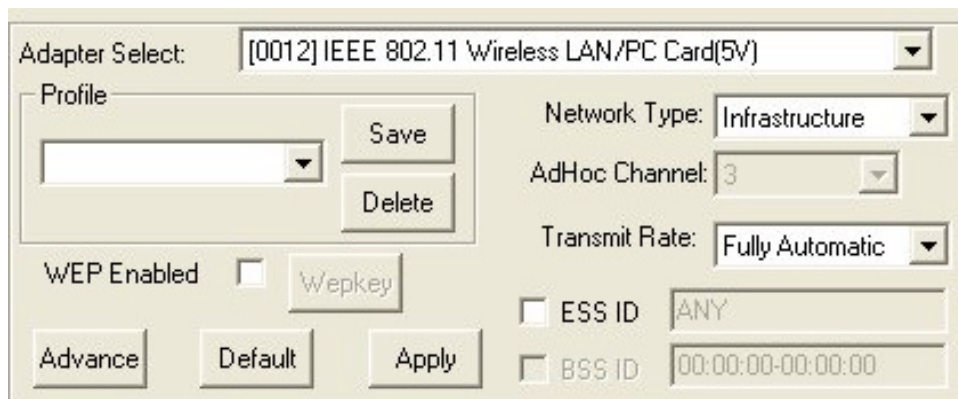 Adapter Select: [0012] IEEE 802.11 Wireless LAN/PC Card(5V)
Profile
Save
Delete
Network Type: Infrastructure
AdHoc Channel: 3
Transmit Rate: Fully Automatic
WEP Enabled Wepkey
ESS ID ANY
BSS ID 00:00:00-00:00:00
Advance Default Apply